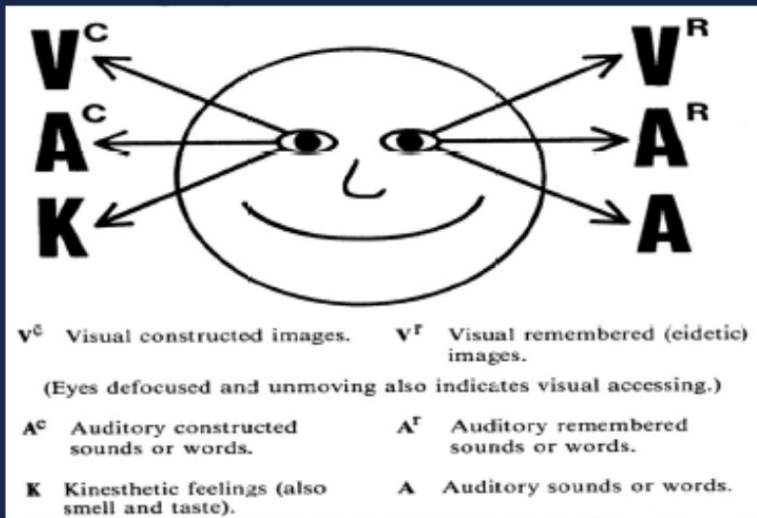 V^C V^R
A^C A^R
K A
V^c Visual constructed images. V^r Visual remembered (eidetic)
images.
(Eyes defocused and unmoving also indicates visual accessing.)
A^c Auditory constructed A^r Auditory remembered
sounds or words. sounds or words.
K Kinesthetic feelings (also A Auditory sounds or words.
smell and taste).